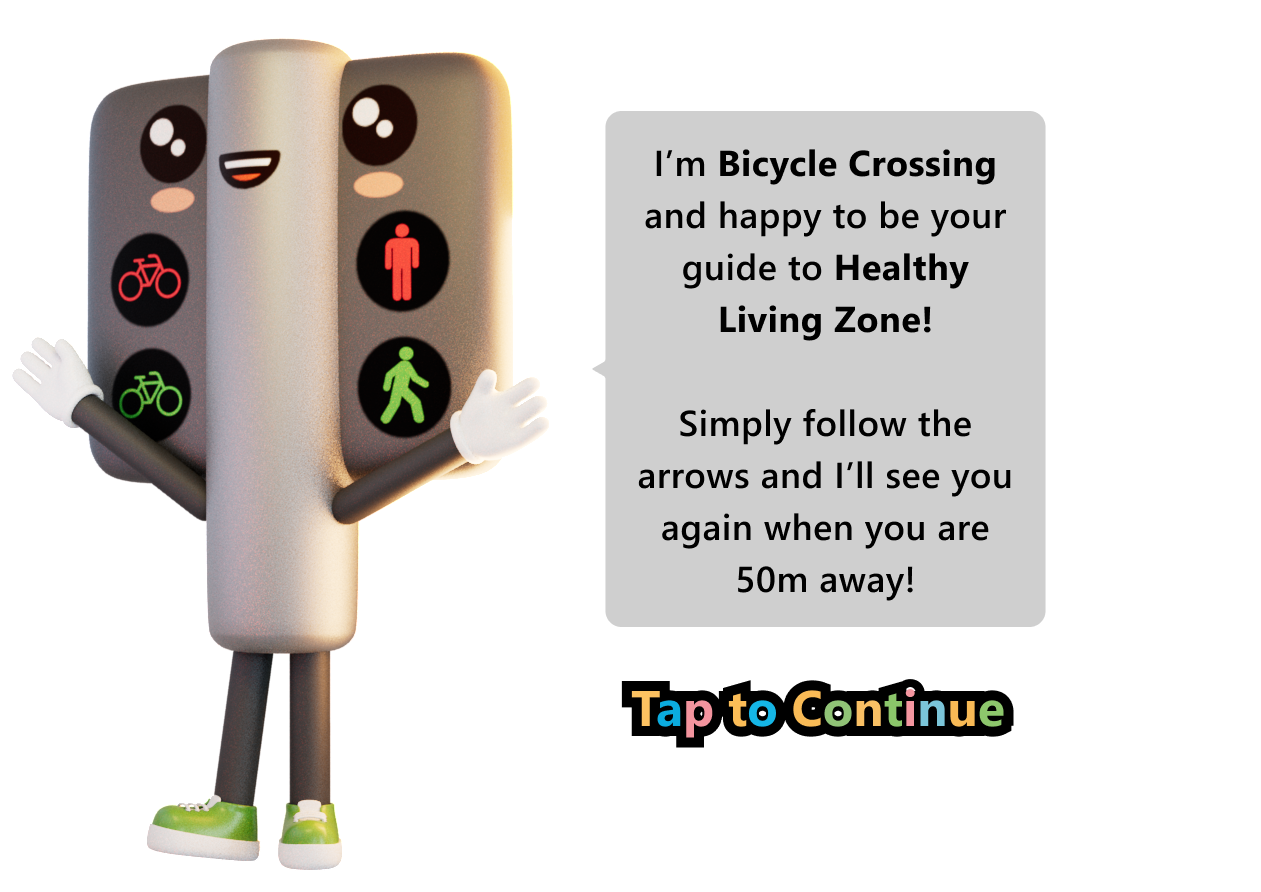 I’m Bicycle Crossing
and happy to be your
guide to Healthy
Living Zone!
Simply follow the
arrows and I’ll see you
again when you are
50m away!
Tap to Continue